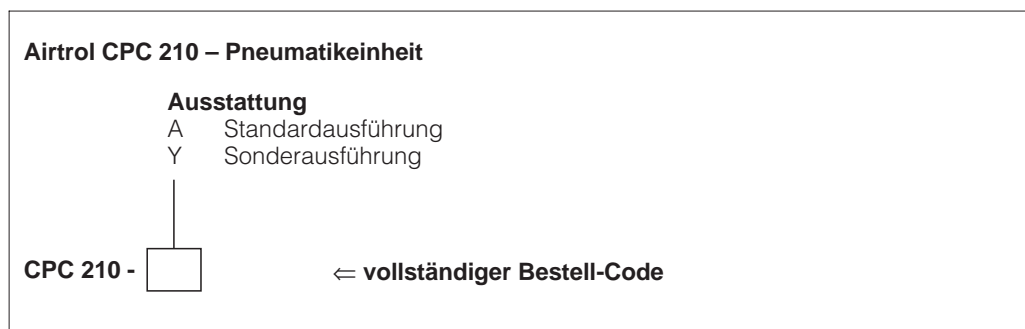 Airtrol CPC 210 – Pneumatikeinheit
Ausstattung
A Standardausführung
Y Sonderausführung
CPC 210 - ⇐ vollständiger Bestell-Code